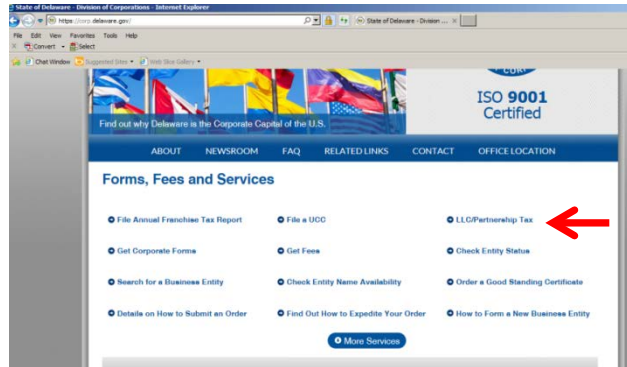 State of Delaware - Division of Corporations - Internet Explorer
https://corp.delaware.gov/
State of Delaware - Division ...
File Edit View Favorites Tools Help
Convert Select
Chat Window Suggested Sites Web Slice Gallery
CORP
ISO 9001
Certified
Find out why Delaware is the Corporate Capital of the U.S.
ABOUT NEWSROOM FAQ RELATED LINKS CONTACT OFFICE LOCATION
Forms, Fees and Services
File Annual Franchise Tax Report File a UCC LLC/Partnership Tax
Get Corporate Forms Get Fees Check Entity Status
Search for a Business Entity Check Entity Name Availability Order a Good Standing Certificate
Details on How to Submit an Order Find Out How to Expedite Your Order How to Form a New Business Entity
More Services